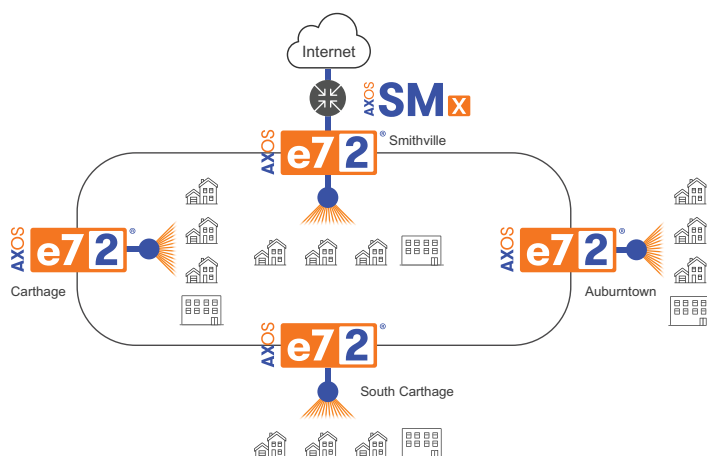 Internet
AXOS SMx
AXOS e7 2®
Smithville
AXOS e7 2®
Carthage
AXOS e7 2®
Auburntown
AXOS e7 2®
South Carthage